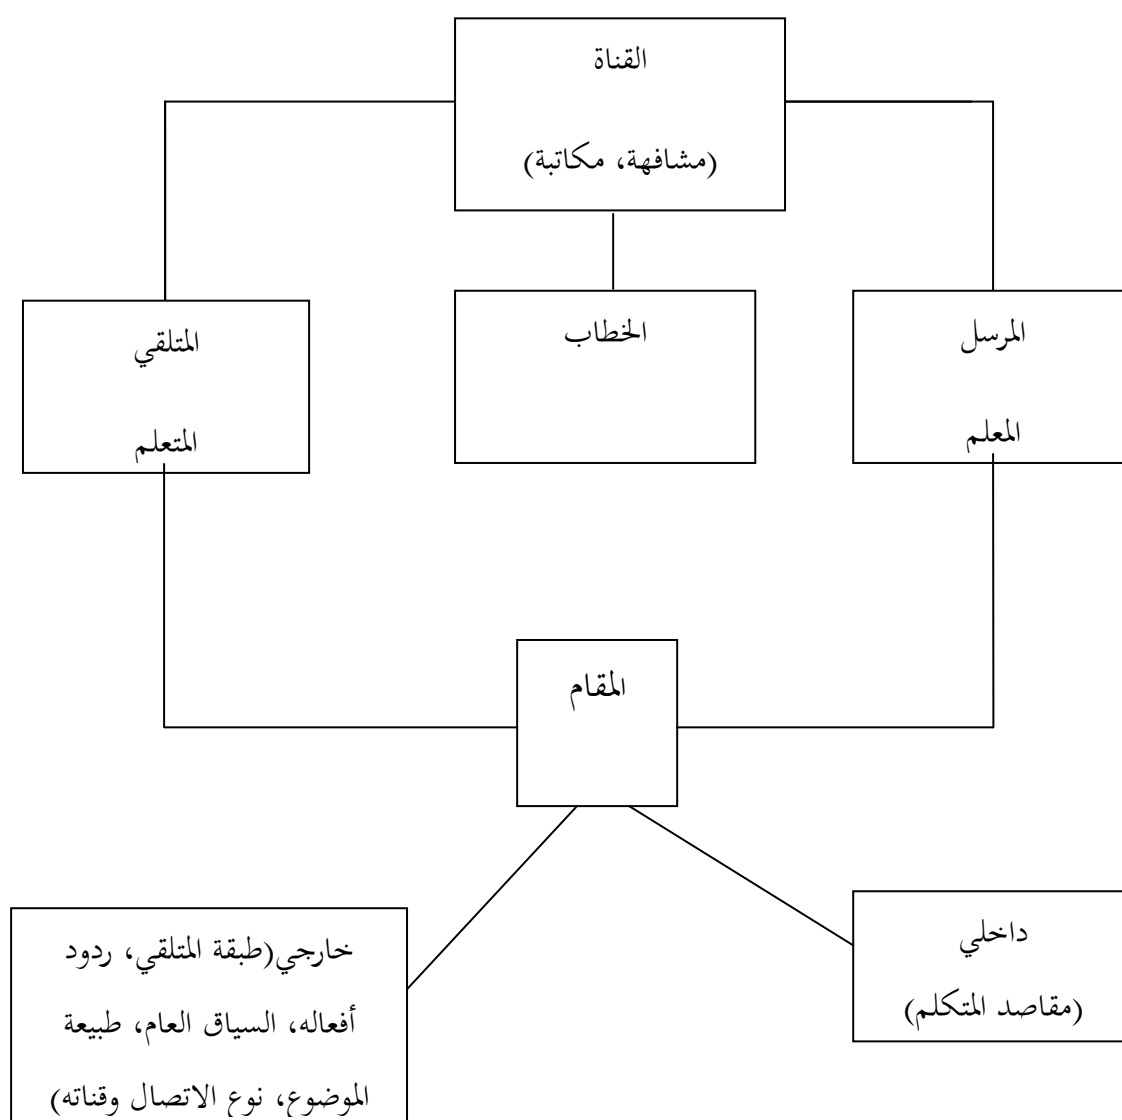 القناة
(مشافهة، مكاتبة)
المرسل
المعلم
الخطاب
المتلقي
المتعلم
المقام
داخلي
(مقاصد المتكلم)
خارجي(طبقة المتلقي، ردود
أفعاله، السياق العام، طبيعة
الموضوع، نوع الاتصال وقناته)